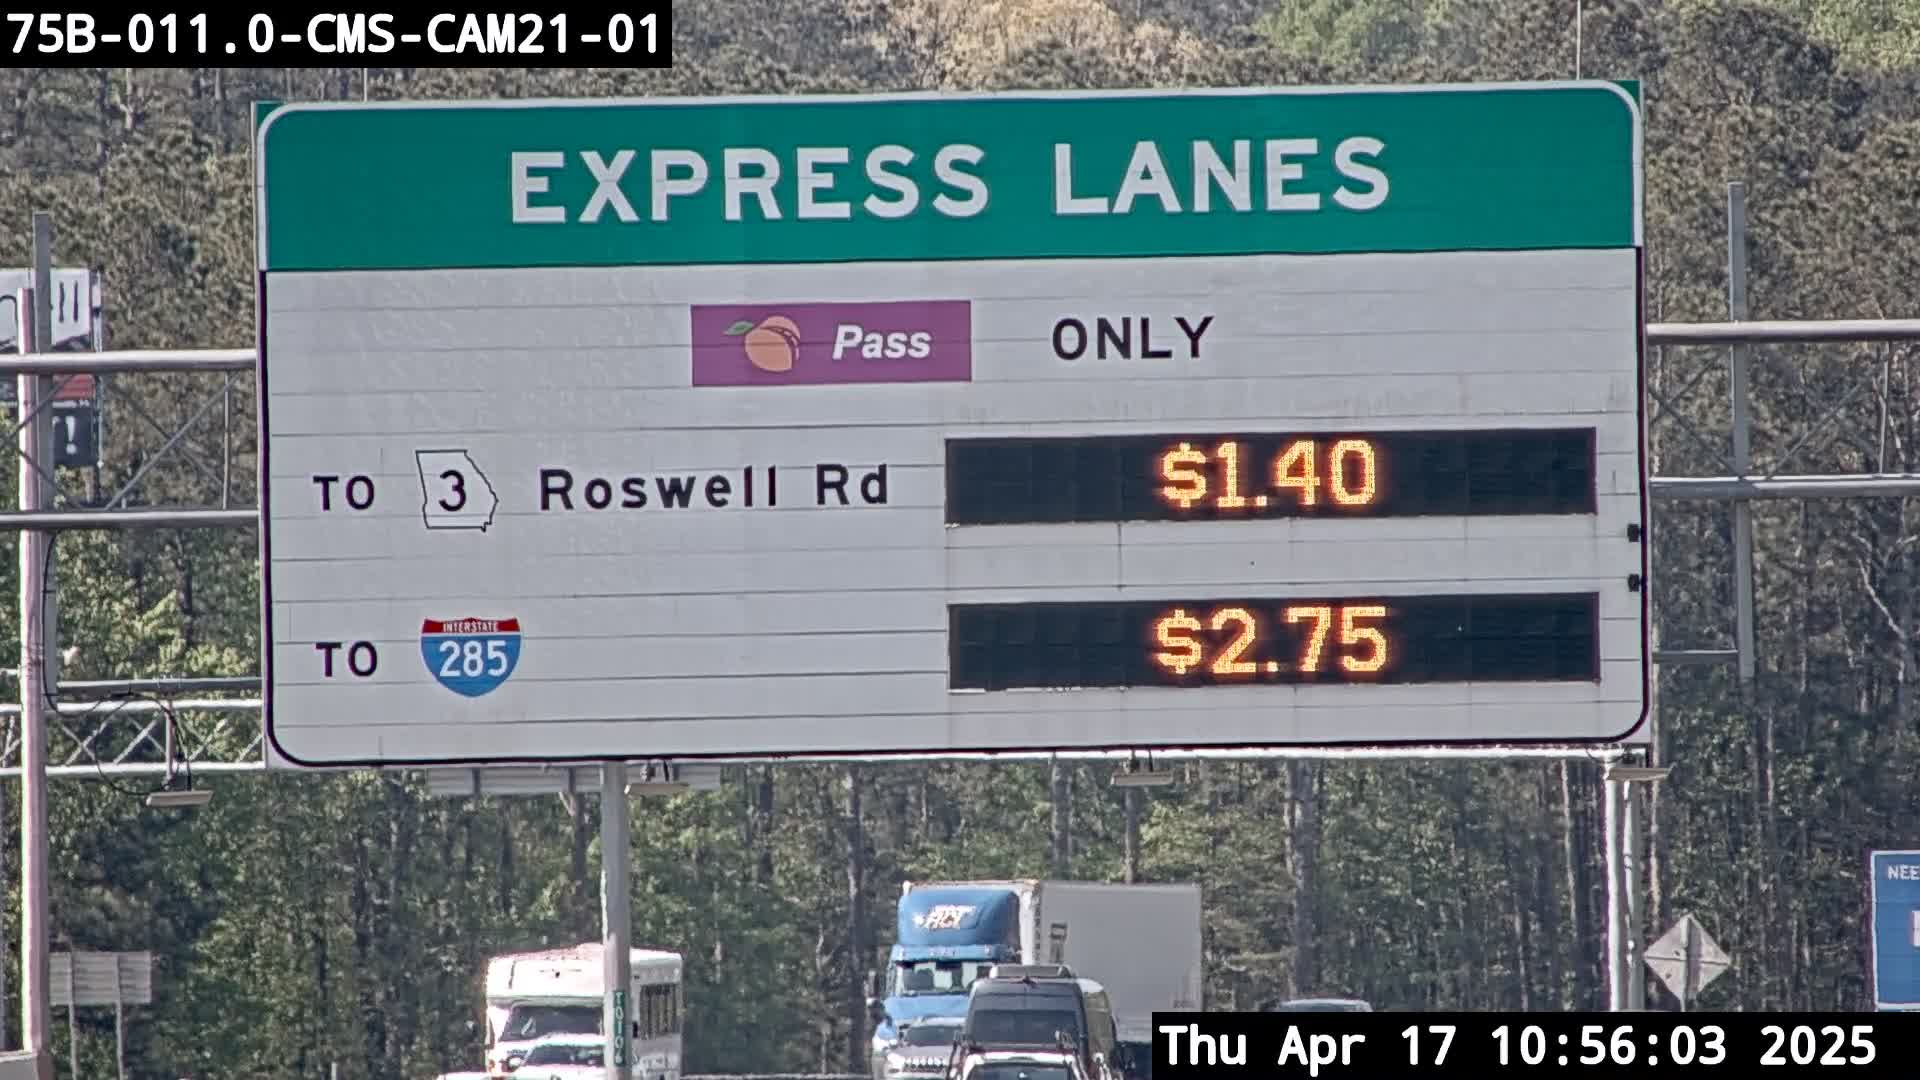 75B-011.0-CMS-CAM21-01
EXPRESS LANES
Pass ONLY
TO 3 Roswell Rd $1.40
INTERSTATE
TO 285 $2.75
NEE
Thu Apr 17 10:56:03 2025